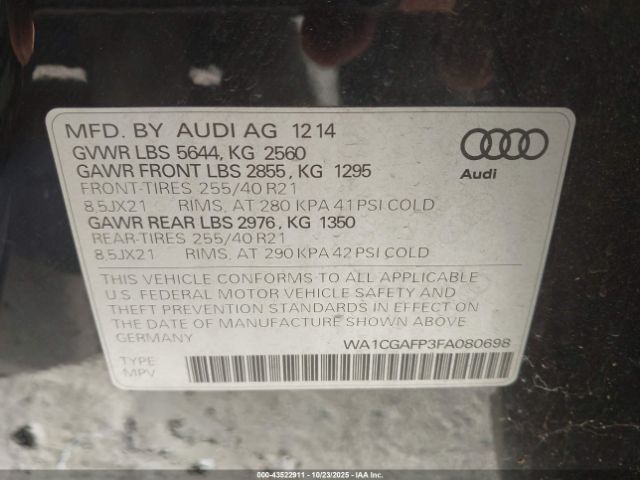 MFD. BY AUDI AG 12 14
GVWR LBS 5644, KG 2560
GAWR FRONT LBS 2855, KG 1295
FRONT-TIRES 255/40 R21
8,5JX21 RIMS, AT 280 KPA 41 PSI COLD
GAWR REAR LBS 2976, KG 1350
REAR-TIRES 255/40 R21
8,5JX21 RIMS, AT 290 KPA 42 PSI COLD
Audi
THIS VEHICLE CONFORMS TO ALL APPLICABLE
U.S. FEDERAL MOTOR VEHICLE SAFETY AND
THEFT PREVENTION STANDARDS IN EFFECT ON
THE DATE OF MANUFACTURE SHOWN ABOVE.
GERMANY
WA1CGAFP3FA080698
TYPE:
MPV
000-43522911 - 10/23/2025 - IAAI.com